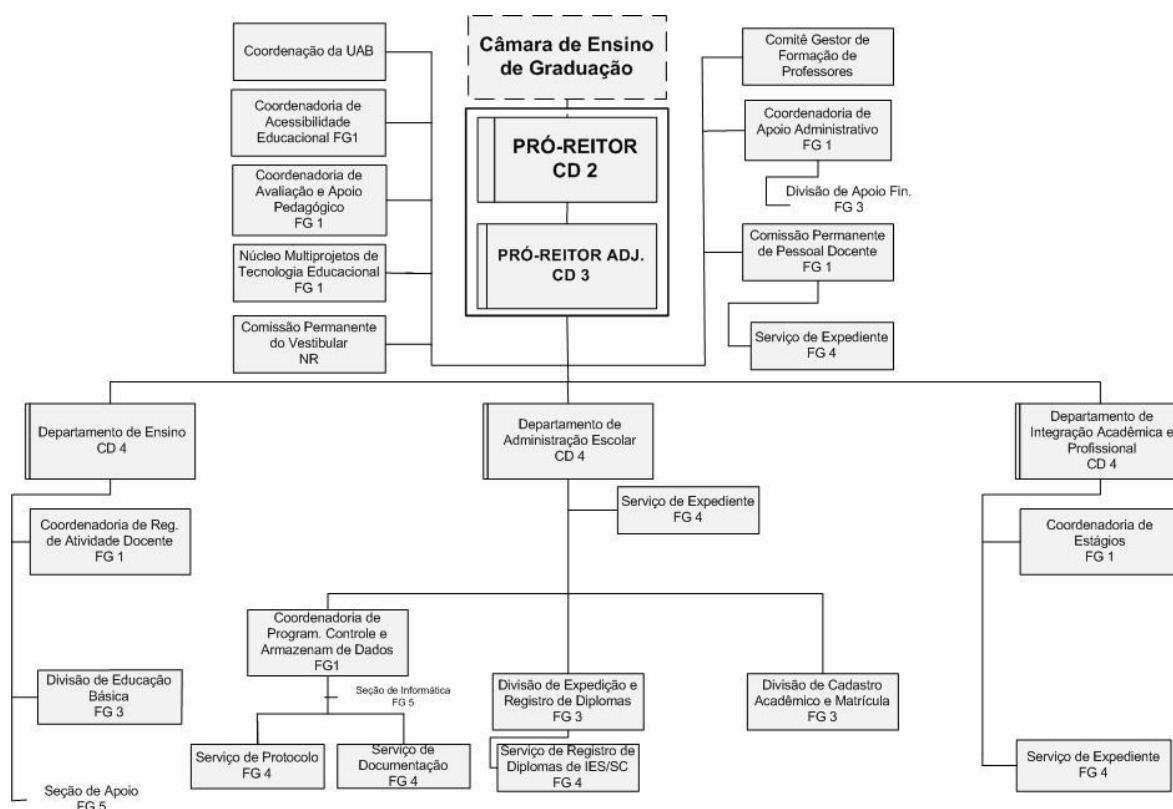 Câmara de Ensino
de Graduação
PRÓ-REITOR
CD 2
PRÓ-REITOR ADJ.
CD 3
Coordenação da UAB
Coordenadoria de
Acessibilidade
Educacional FG1
Coordenadoria de
Avaliação e Apoio
Pedagógico
FG 1
Núcleo Multiprojetos de
Tecnologia Educacional
FG 1
Comissão Permanente
do Vestibular
NR
Comitê Gestor de
Formação de
Professores
Coordenadoria de
Apoio Administrativo
FG 1
Divisão de Apoio Fin.
FG 3
Comissão Permanente
de Pessoal Docente
FG 1
Serviço de Expediente
FG 4
Departamento de Ensino
CD 4
Coordenadoria de Reg.
de Atividade Docente
FG 1
Divisão de Educação
Básica
FG 3
Seção de Apoio
FG 5
Departamento de
Administração Escolar
CD 4
Serviço de Expediente
FG 4
Coordenadoria de
Program. Controle e
Armazenam de Dados
FG1
Seção de Informática
FG 5
Serviço de Protocolo
FG 4
Serviço de
Documentação
FG 4
Divisão de Expedição e
Registro de Diplomas
FG 3
Serviço de Registro de
Diplomas de IES/SC
FG 4
Divisão de Cadastro
Acadêmico e Matrícula
FG 3
Departamento de
Integração Acadêmica e
Profissional
CD 4
Coordenadoria de
Estágios
FG 1
Serviço de Expediente
FG 4